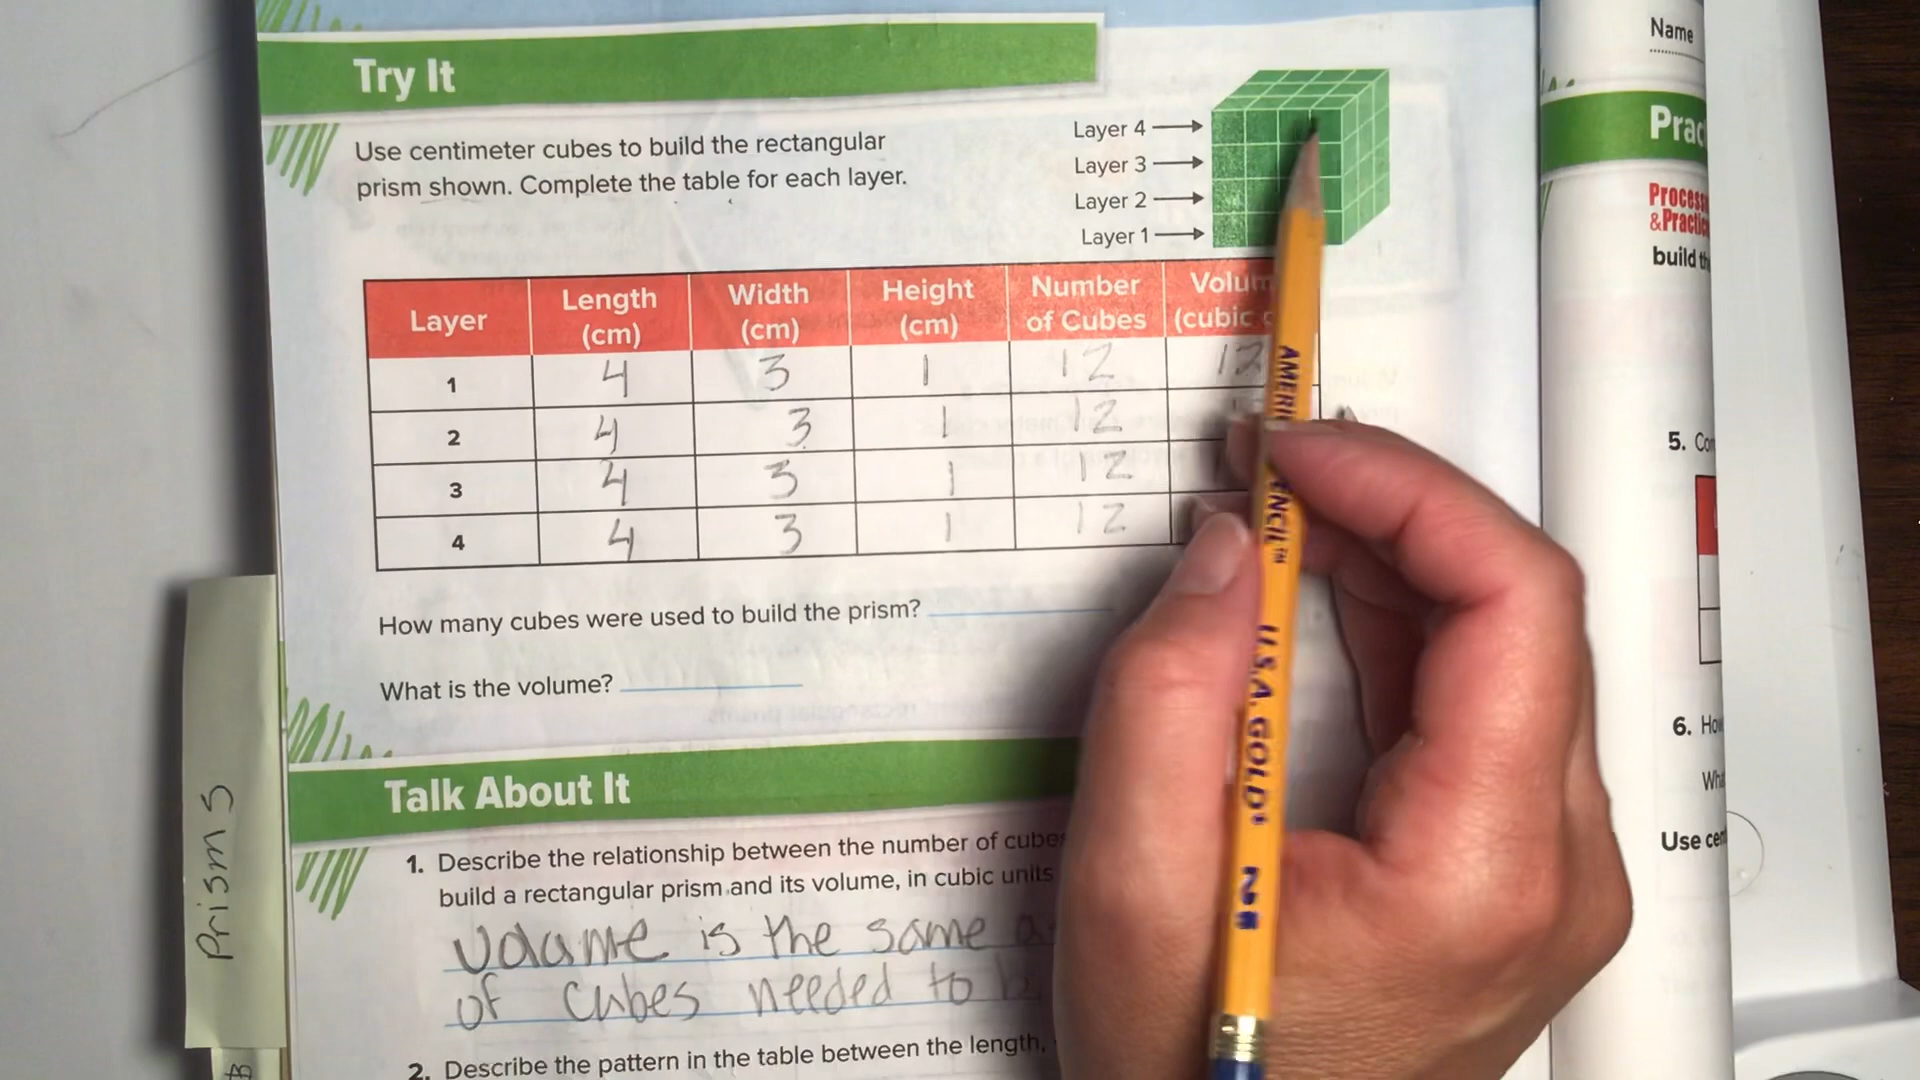 Try It
Use centimeter cubes to build the rectangular
prism shown. Complete the table for each layer.
Layer 4
Layer 3
Layer 2
Layer 1
Layer Length (cm) Width (cm) Height (cm) Number of Cubes (cubic
1 4 3 1 12 12
2 4 3 1 12
3 4 3 1 12
4 4 3 1 12
How many cubes were used to build the prism?
What is the volume?
Talk About It
1. Describe the relationship between the number of cubes
build a rectangular prism and its volume, in cubic units
Volume is the same
of cubes needed to
2. Describe the pattern in the table between the length,
Prisms
Name
build
5.
6.
Use
AMERI
ENCIL™
U.S.A. GOLD®